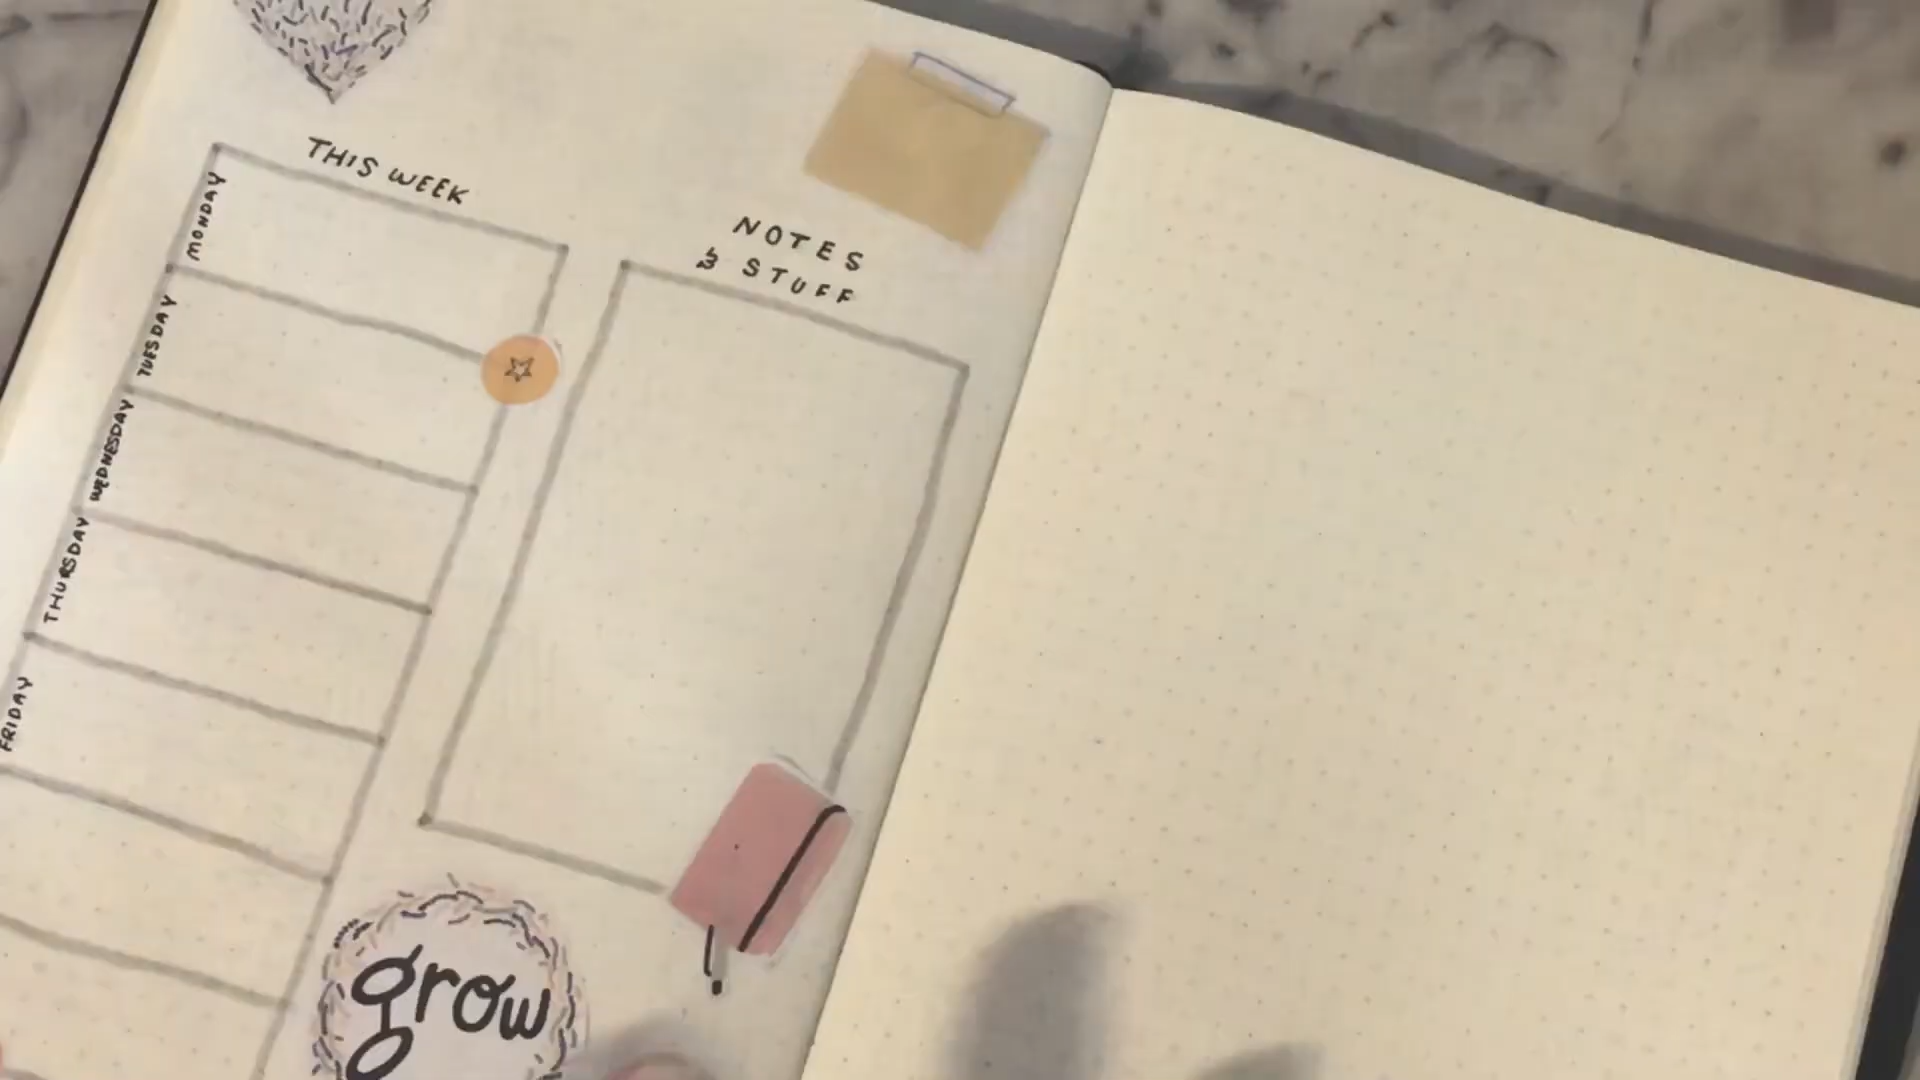 THIS WEEK
MONDAY
TUESDAY
WEDNESDAY
THURSDAY
FRIDAY
NOTES
& STUFF
grow